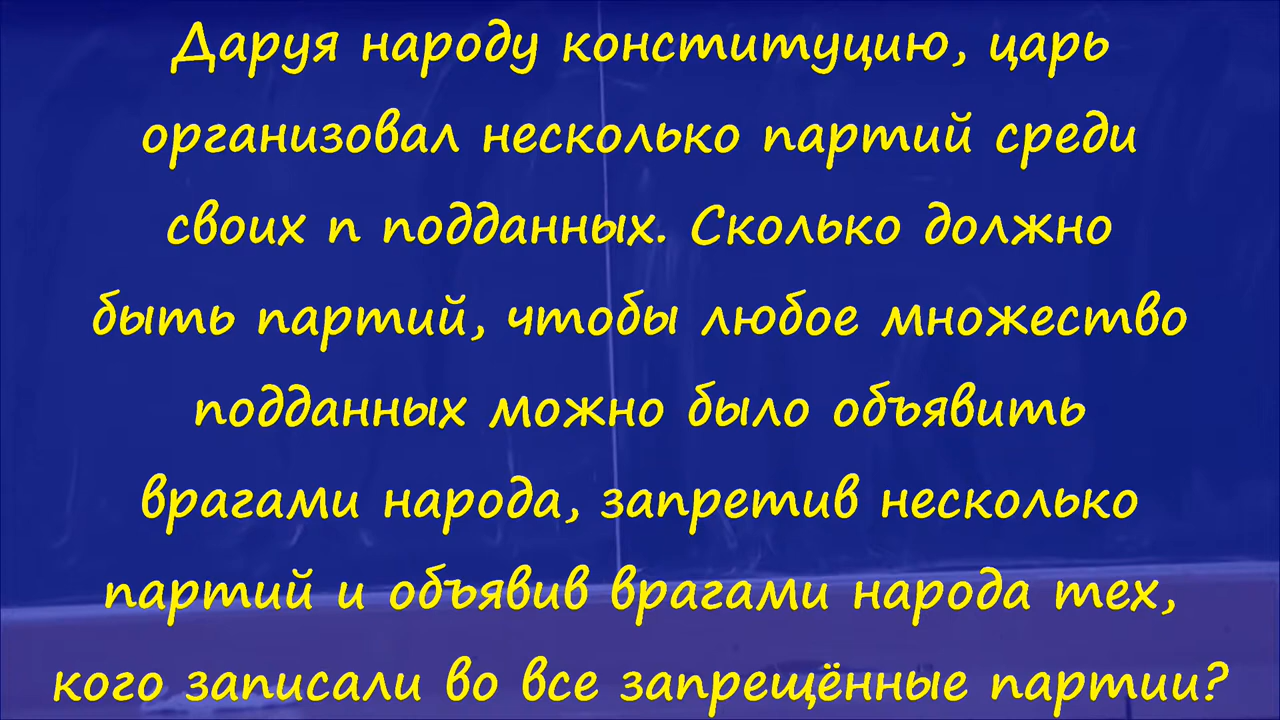 Даруя народу конституцию, царь
организовал несколько партий среди
своих n подданных. Сколько должно
быть партий, чтобы любое множество
подданных можно было объявить
врагами народа, запретив несколько
партий и объявив врагами народа тех,
кого записали во все запрещённые партии?